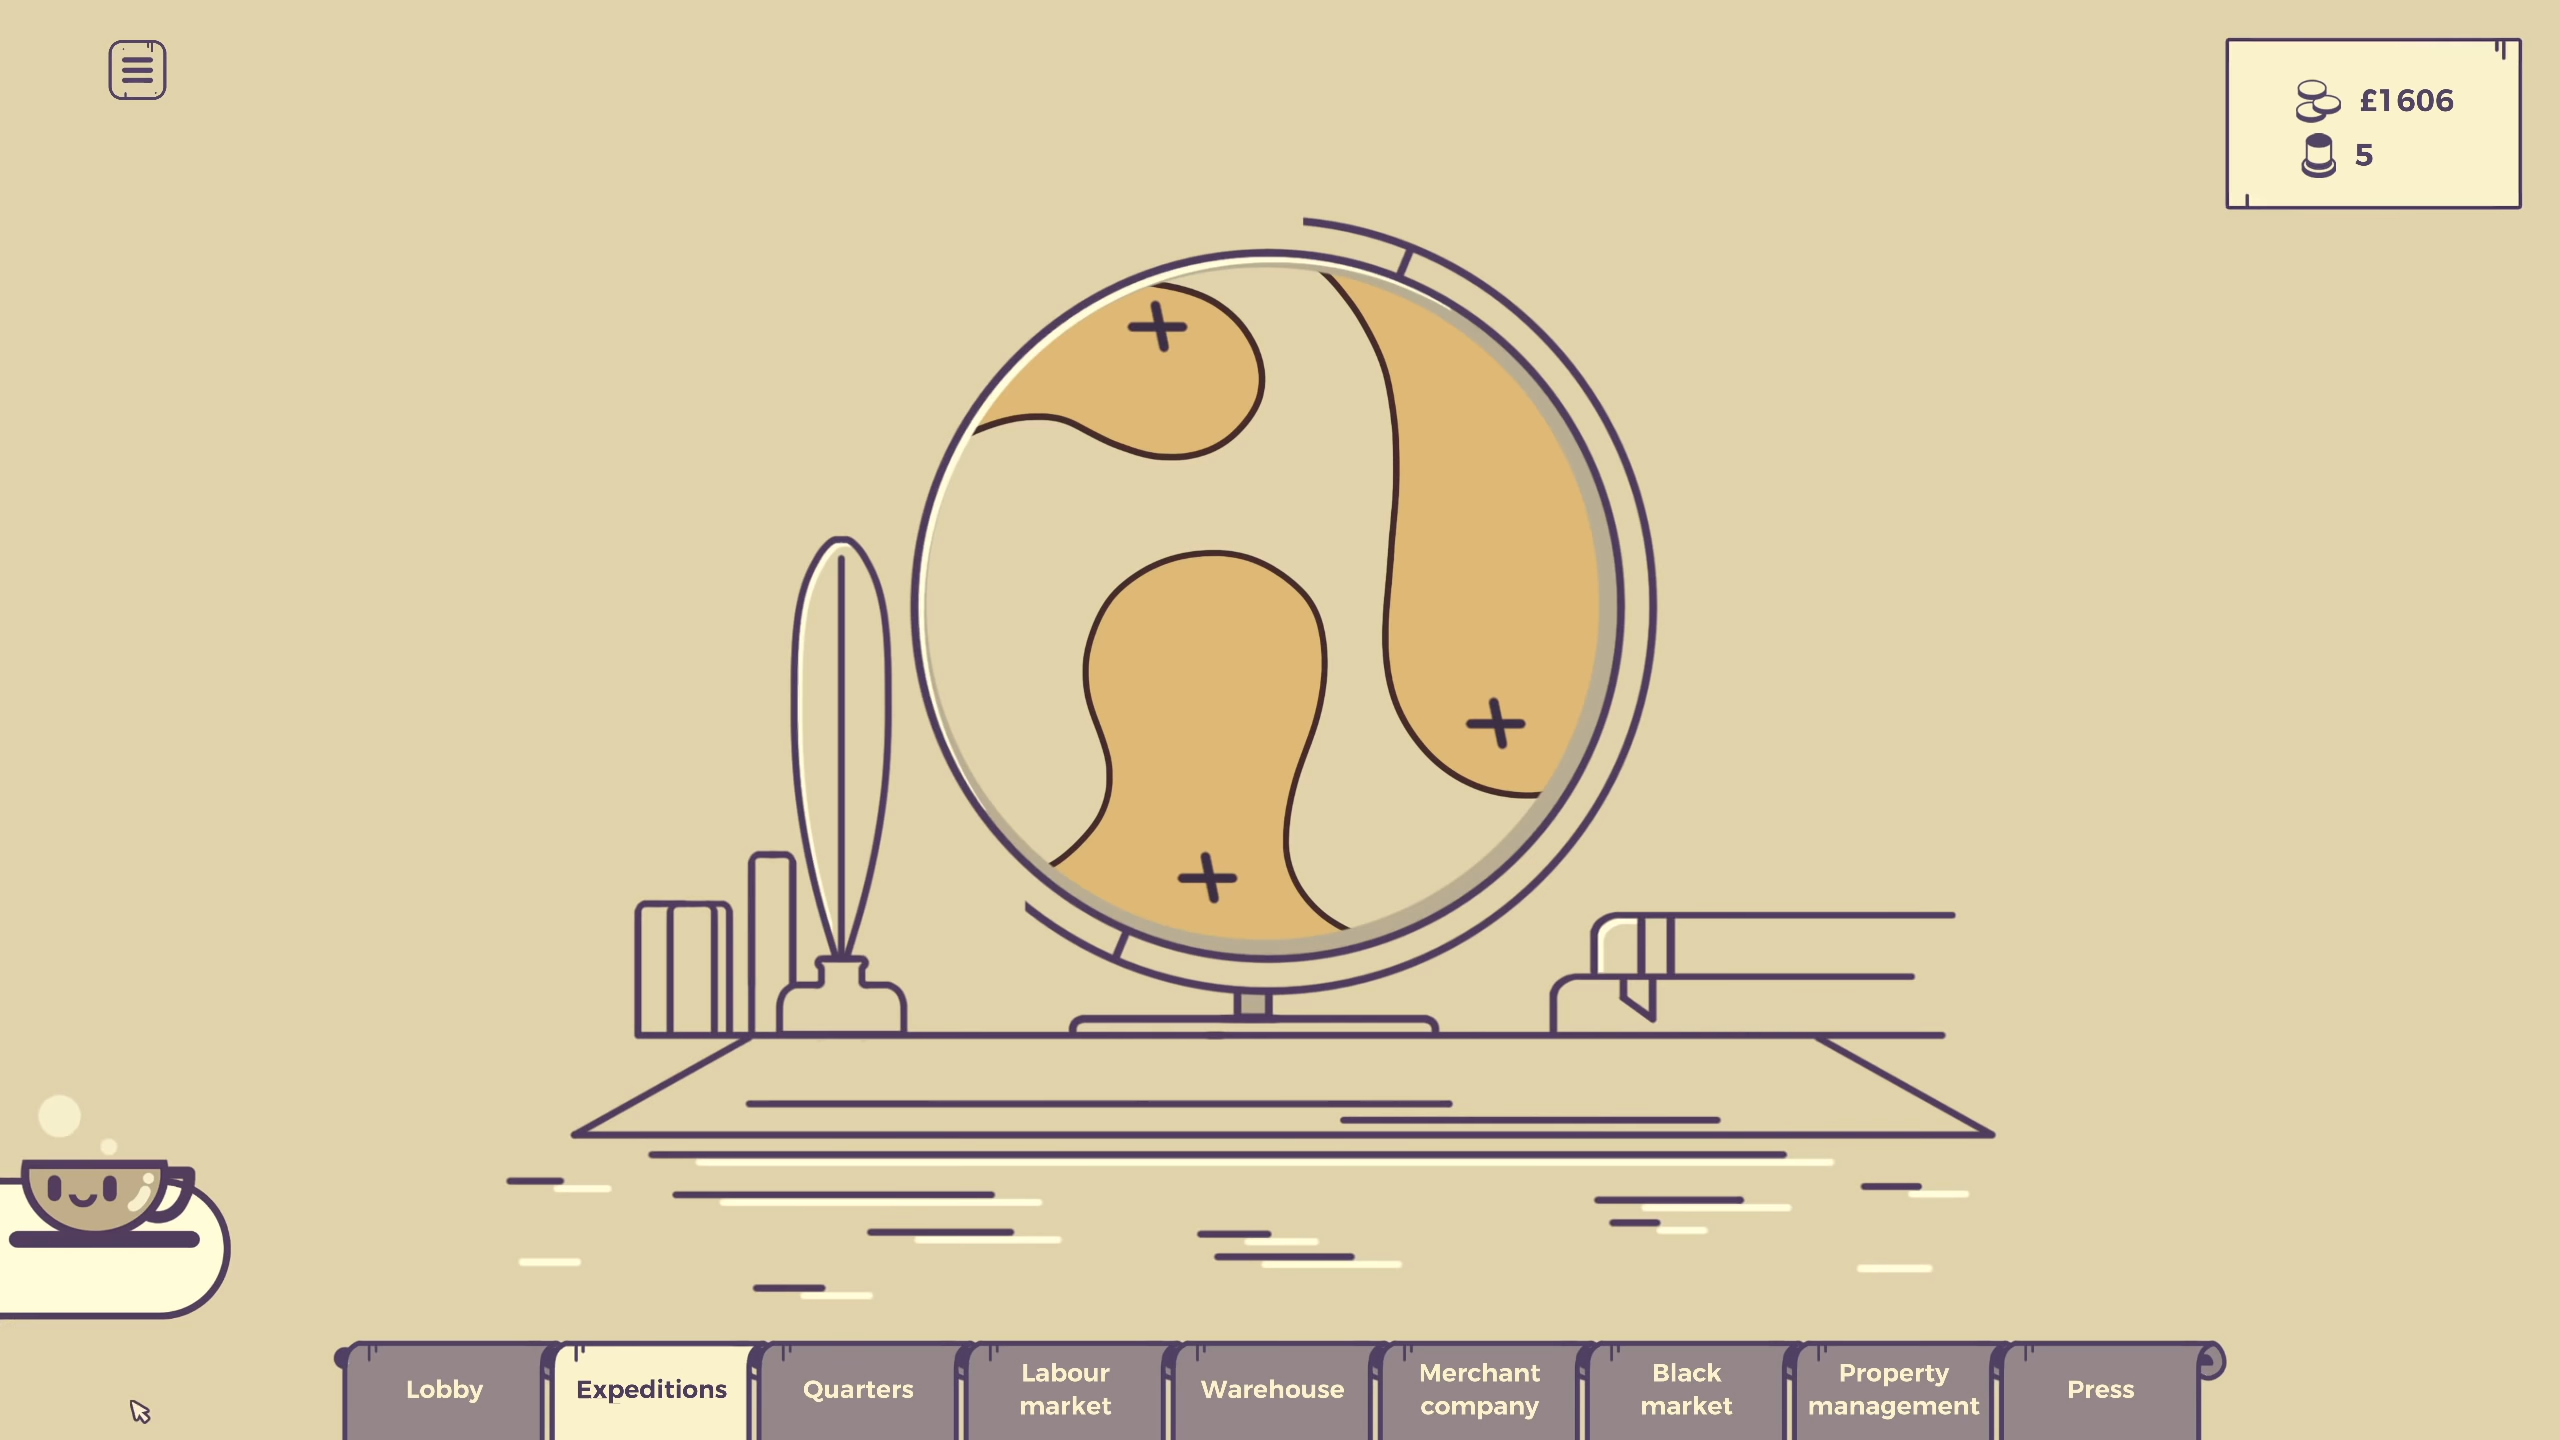 £1606
5
Lobby
Expeditions
Quarters
Labour
market
Warehouse
Merchant
company
Black
market
Property
management
Press